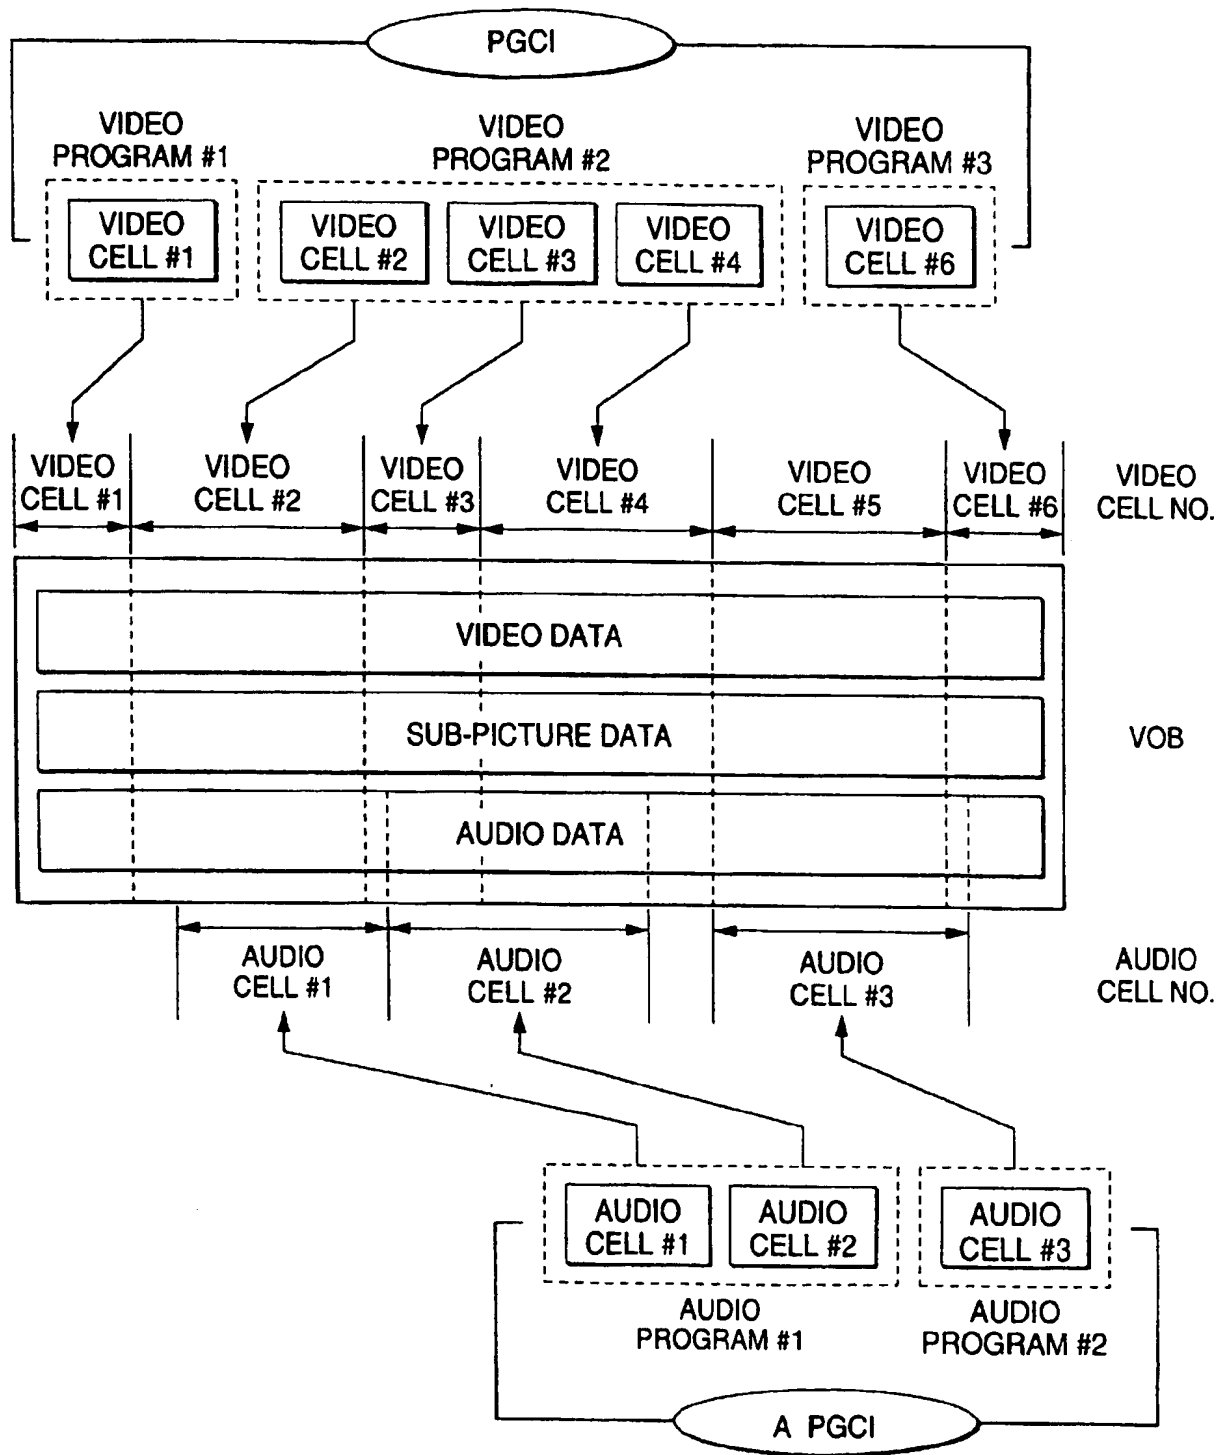 PGCI
VIDEO
PROGRAM #1
VIDEO
PROGRAM #2
VIDEO
PROGRAM #3
VIDEO
CELL #1
VIDEO
CELL #2
VIDEO
CELL #3
VIDEO
CELL #4
VIDEO
CELL #6
VIDEO
CELL #1
VIDEO
CELL #2
VIDEO
CELL #3
VIDEO
CELL #4
VIDEO
CELL #5
VIDEO
CELL #6
VIDEO
CELL NO.
VIDEO DATA
SUB-PICTURE DATA
VOB
AUDIO DATA
AUDIO
CELL #1
AUDIO
CELL #2
AUDIO
CELL #3
AUDIO
CELL NO.
AUDIO
CELL #1
AUDIO
CELL #2
AUDIO
CELL #3
AUDIO
PROGRAM #1
AUDIO
PROGRAM #2
A PGCI